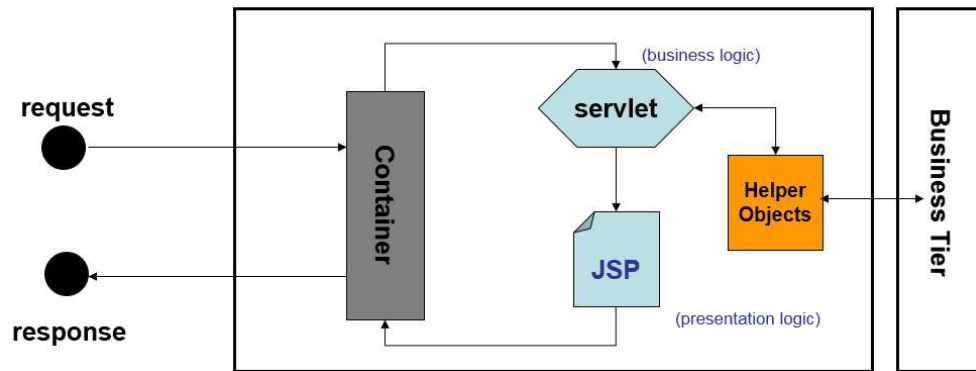 request
response
Container
(business logic)
servlet
JSP
(presentation logic)
Helper
Objects
Business Tier